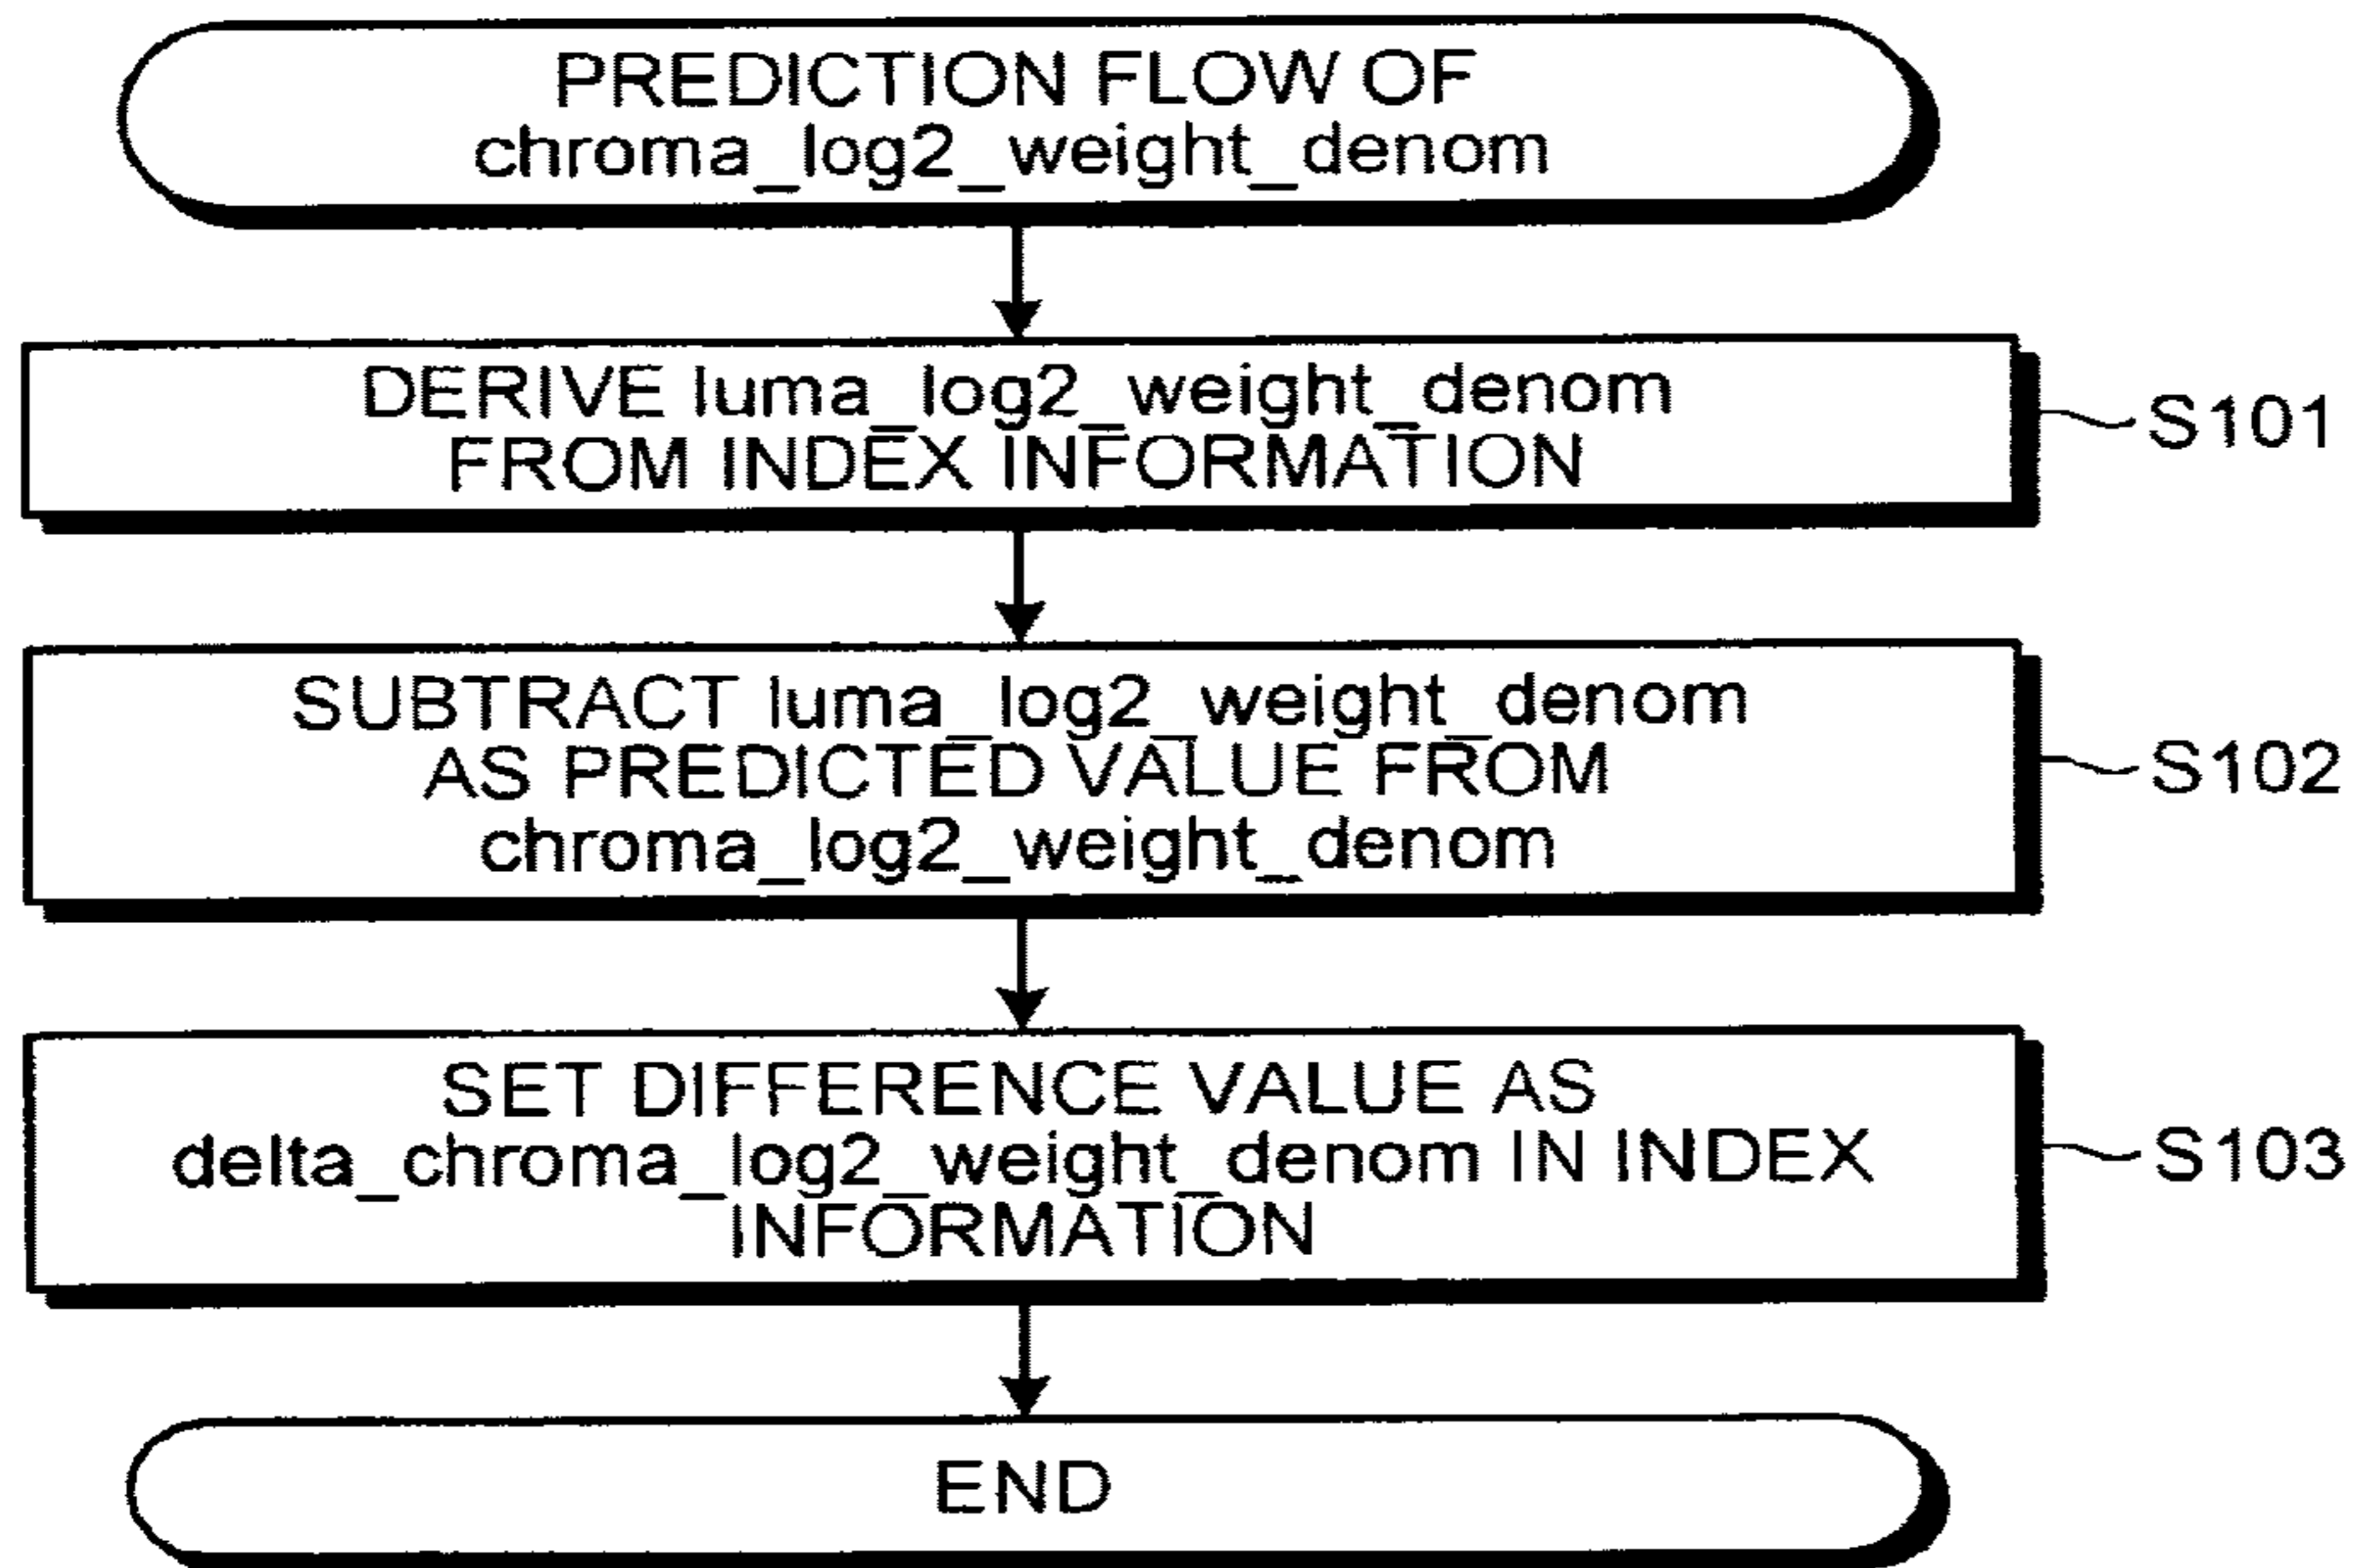 PREDICTION FLOW OF
chroma_log2_weight_denom
DERIVE luma_log2_weight_denom
FROM INDEX INFORMATION
S101
SUBTRACT luma_log2_weight_denom
AS PREDICTED VALUE FROM
chroma_log2_weight_denom
S102
SET DIFFERENCE VALUE AS
delta_chroma_log2_weight_denom IN INDEX
INFORMATION
S103
END